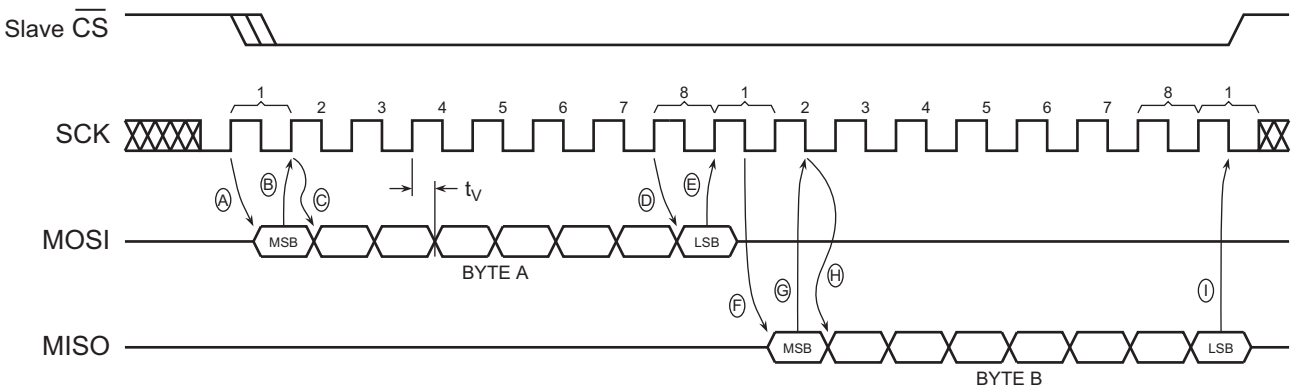 Slave CS
1 2 3 4 5 6 7 8 1 2 3 4 5 6 7 8 1
SCK
A B C tV D E
MOSI MSB LSB
BYTE A
F G H I
MISO MSB LSB
BYTE B